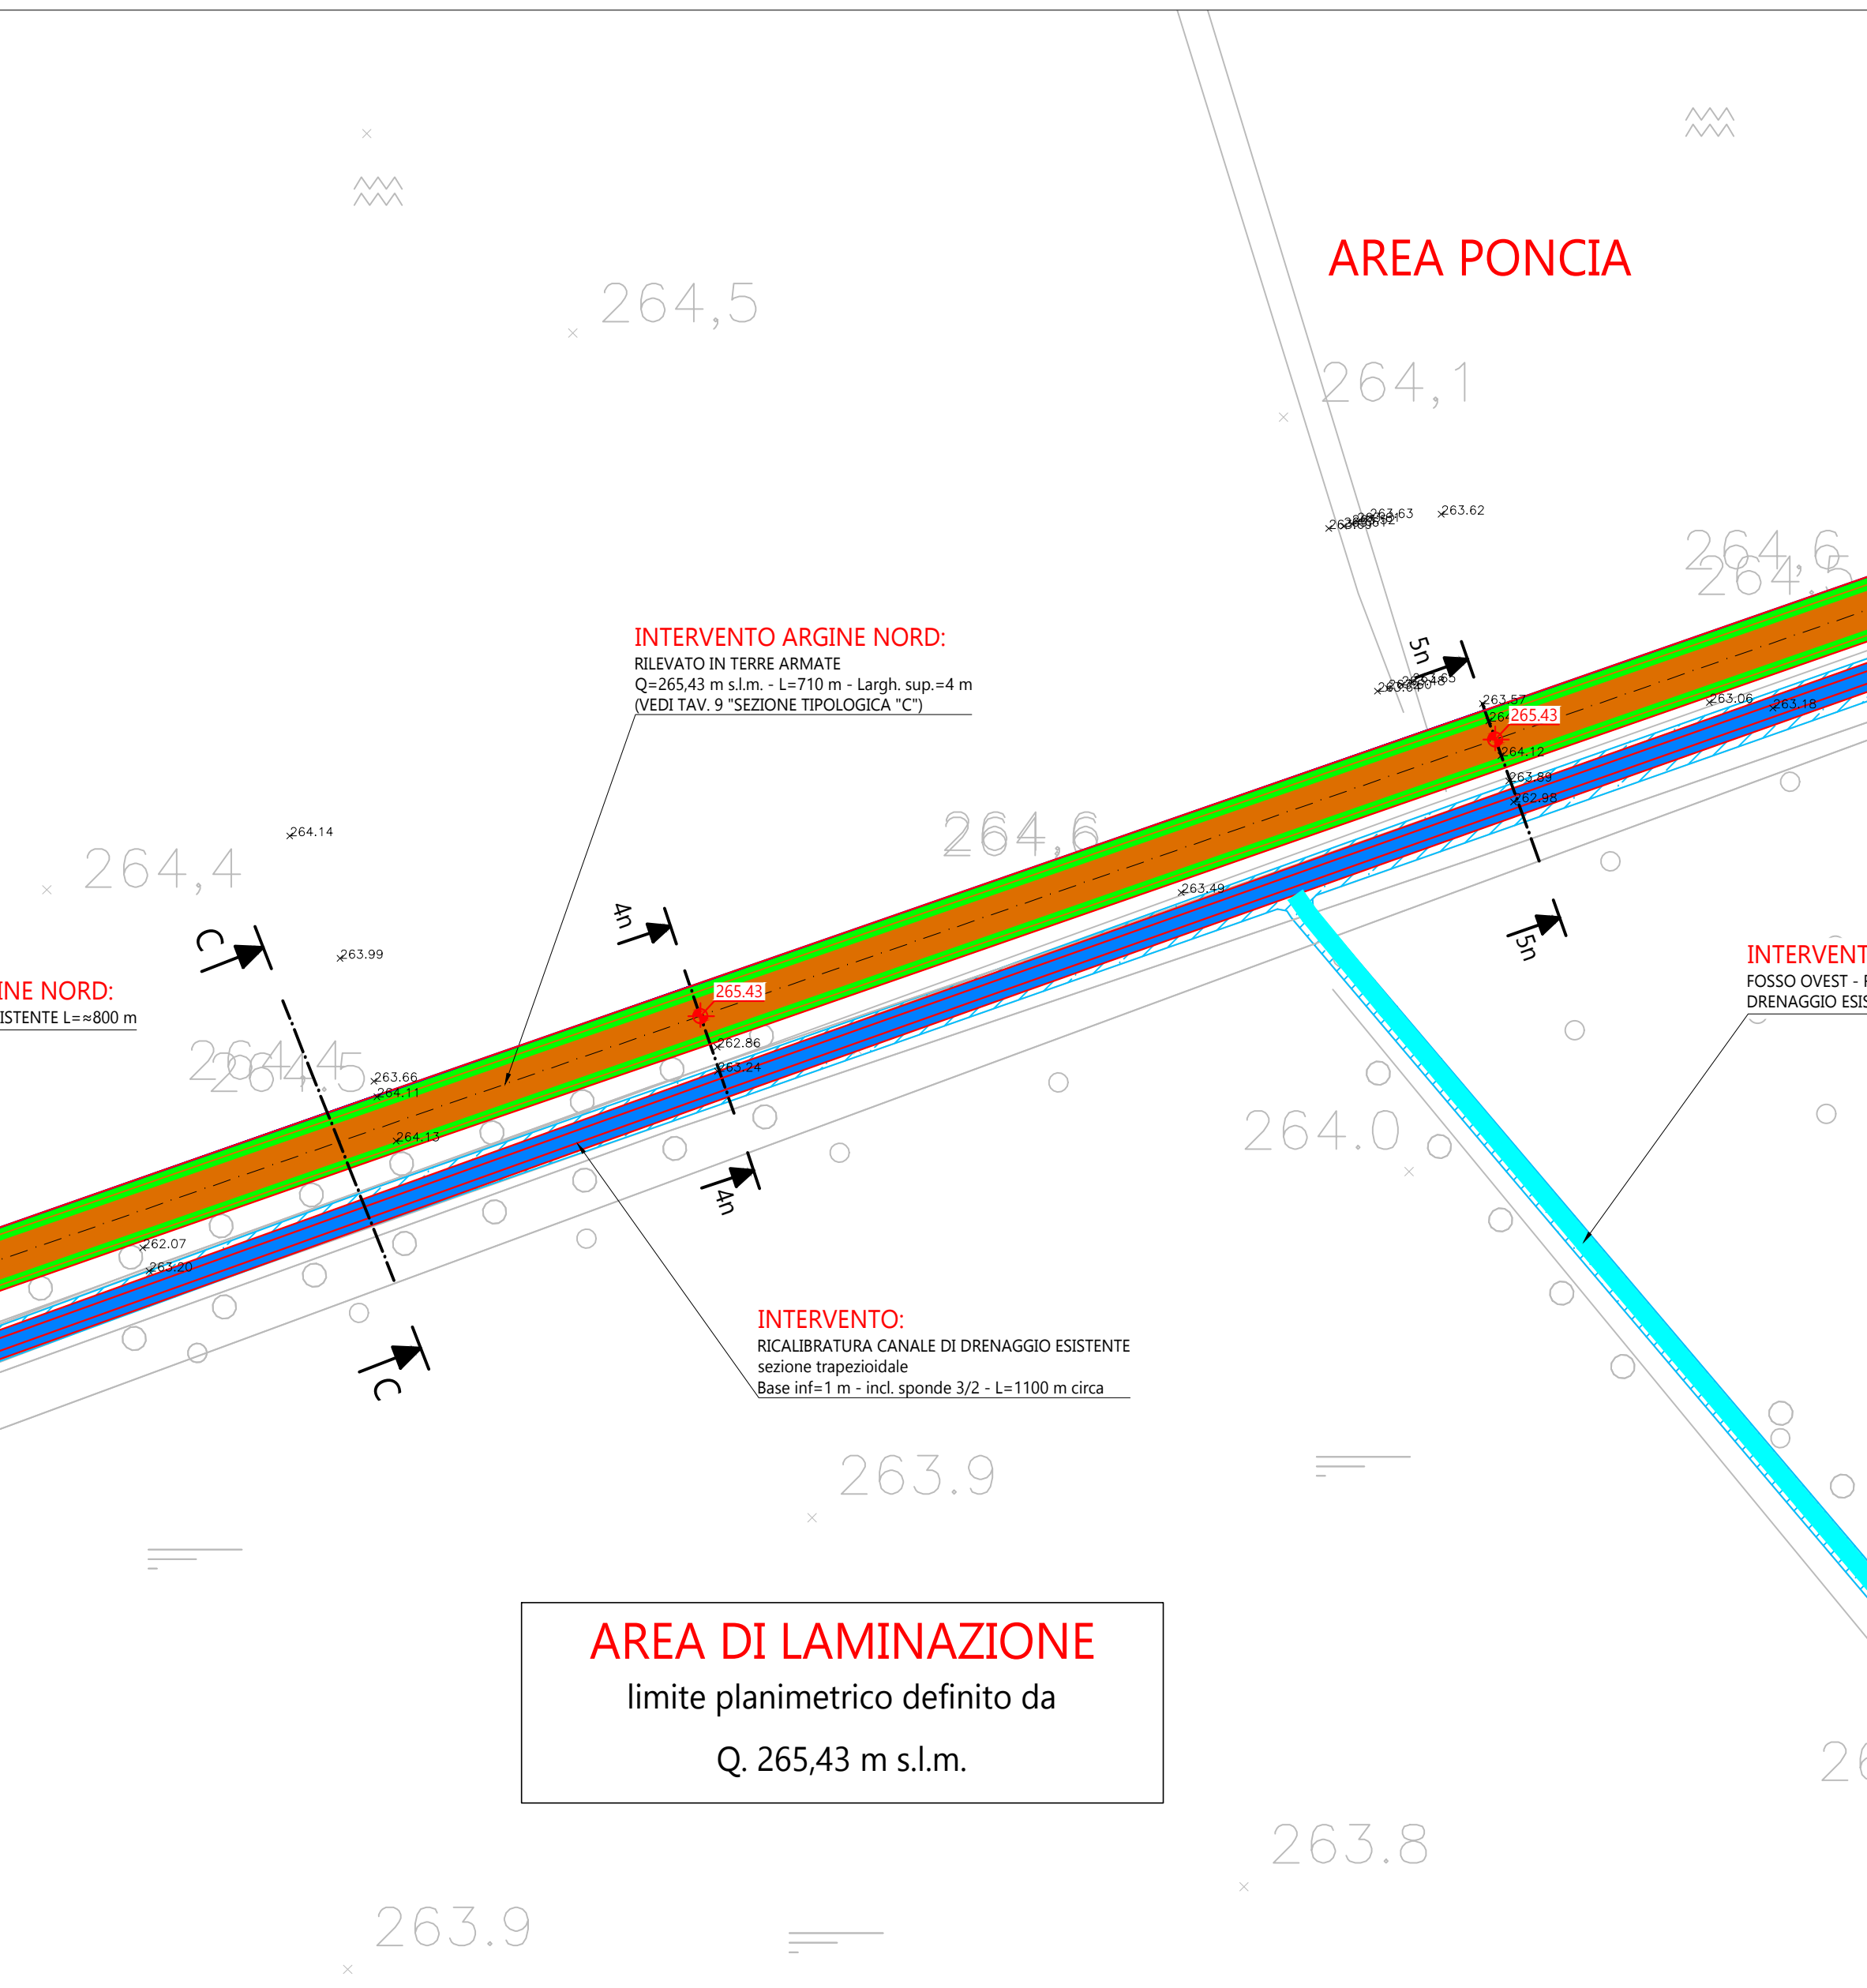 AREA PONCIA
264,5
264,1
263.63
263.62
264,6
INTERVENTO ARGINE NORD:
RILEVATO IN TERRE ARMATE
Q=265,43 m s.l.m. - L=710 m - Largh. sup.=4 m
(VEDI TAV. 9 "SEZIONE TIPOLOGICA "C")
5n
263.65
263.57
265.43
263.06
263.18
264.12
263.89
262.98
264,6
264.14
264,4
263.49
4n
C
263.99
5n
INE NORD:
ISTENTE L=≈800 m
265.43
INTERVENT
FOSSO OVEST - 
DRENAGGIO ESIS
262.86
263.24
263.66
264.11
264.13
264.0
4n
262.07
263.20
C
INTERVENTO:
RICALIBRATURA CANALE DI DRENAGGIO ESISTENTE
sezione trapezioidale
Base inf=1 m - incl. sponde 3/2 - L=1100 m circa
263.9
AREA DI LAMINAZIONE
limite planimetrico definito da
Q. 265,43 m s.l.m.
263.8
263.9